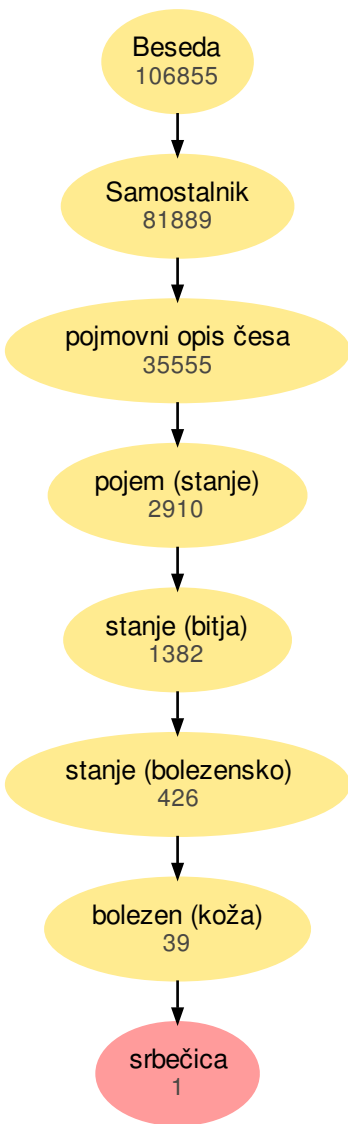 Beseda
106855
Samostalnik
81889
pojmovni opis česa
35555
pojem (stanje)
2910
stanje (bitja)
1382
stanje (bolezensko)
426
bolezen (koža)
39
srbečica
1